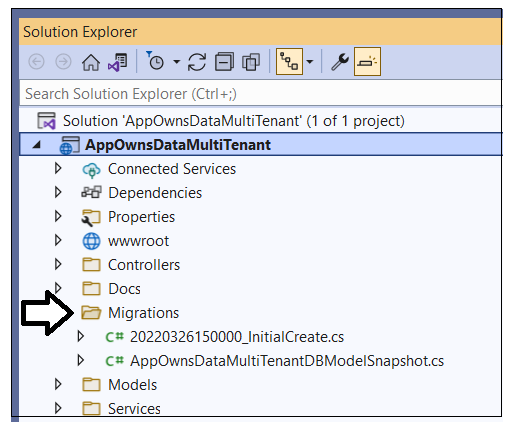 Solution Explorer
Search Solution Explorer (Ctrl+;)
Solution 'AppOwnsDataMultiTenant' (1 of 1 project)
AppOwnsDataMultiTenant
Connected Services
Dependencies
Properties
wwwroot
Controllers
Docs
Migrations
C# 20220326150000_InitialCreate.cs
C# AppOwnsDataMultiTenantDBModelSnapshot.cs
Models
Services